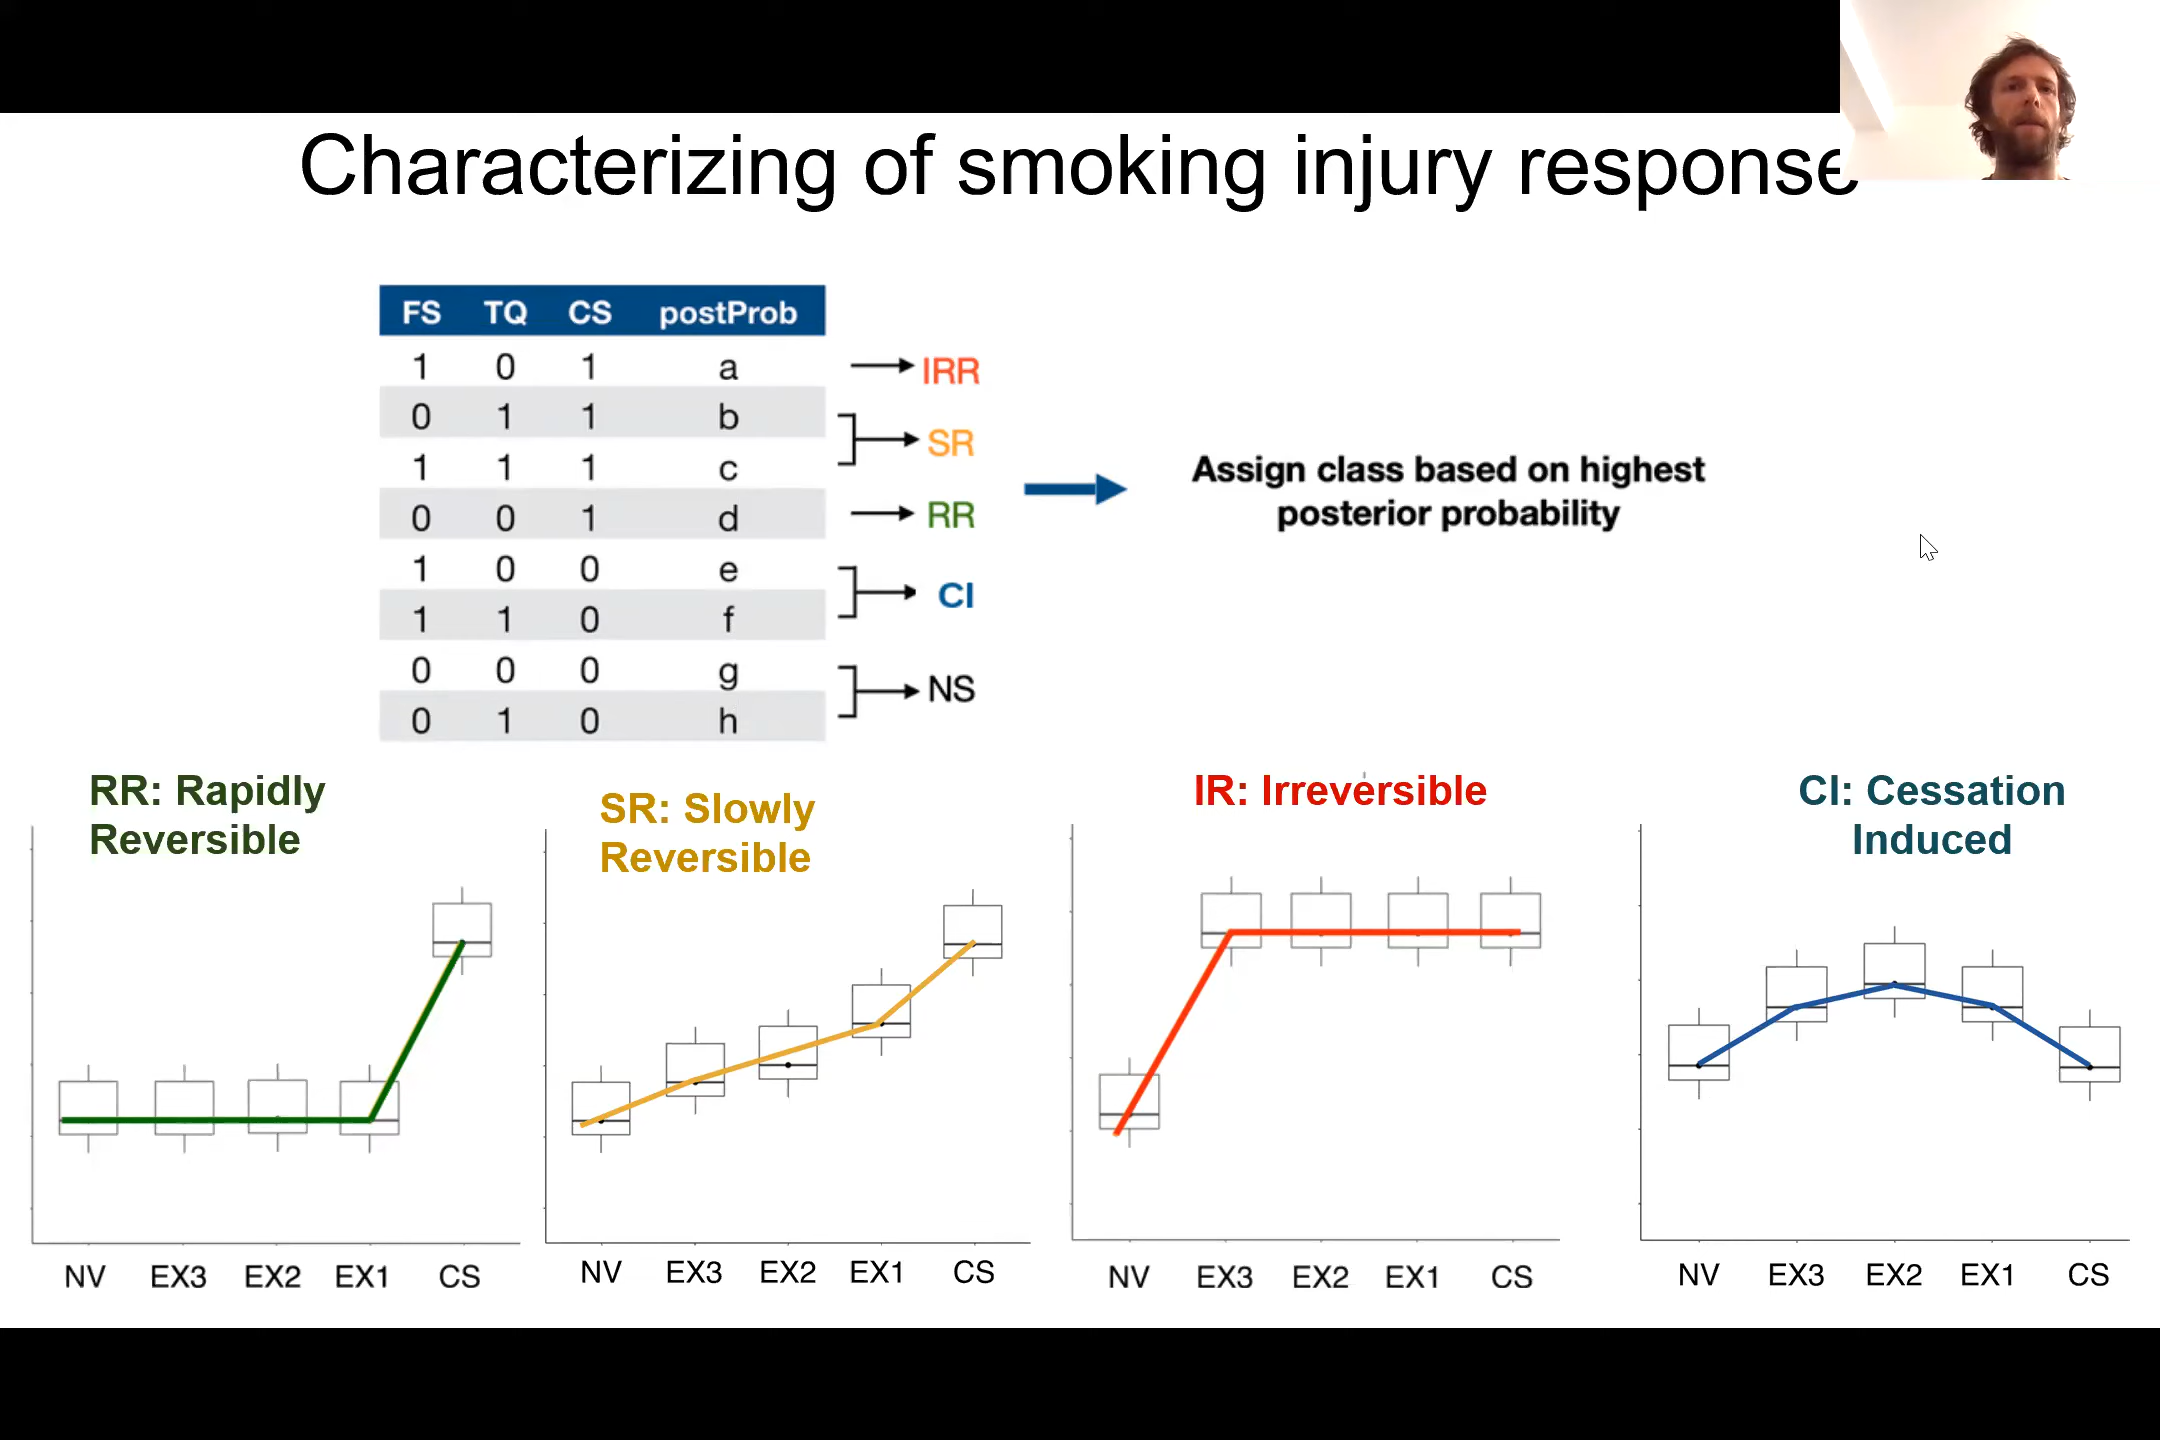 Characterizing of smoking injury response
FS TQ CS postProb
1 0 1 a
IRR
0 1 1 b
SR
1 1 1 c
0 0 1 d
RR
1 0 0 e
CI
1 1 0 f
0 0 0 g
NS
0 1 0 h
Assign class based on highest
posterior probability
RR: Rapidly
Reversible
SR: Slowly
Reversible
IR: Irreversible
CI: Cessation
Induced
NV EX3 EX2 EX1 CS
NV EX3 EX2 EX1 CS
NV EX3 EX2 EX1 CS
NV EX3 EX2 EX1 CS